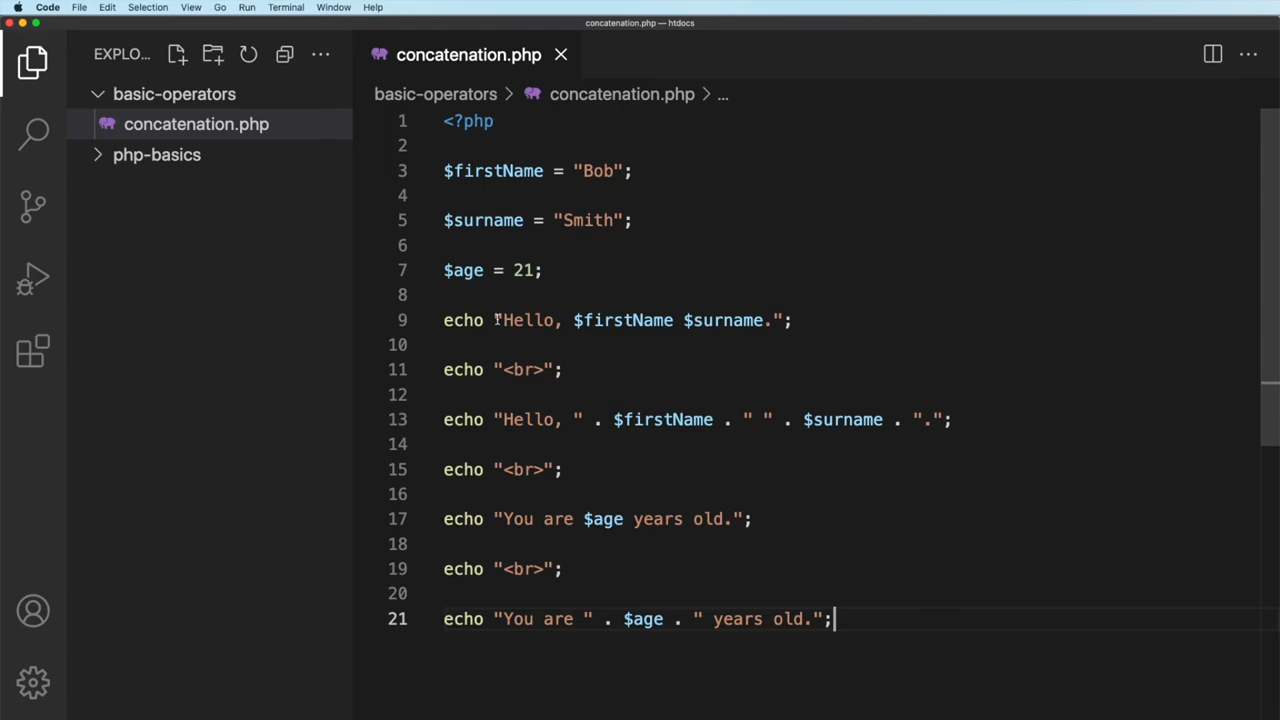 Code File Edit Selection View Go Run Terminal Window Help
concatenation.php — htdocs
EXPLO...
concatenation.php
basic-operators
basic-operators > concatenation.php > ...
concatenation.php
php-basics
1 <?php
2
3 $firstName = "Bob";
4
5 $surname = "Smith";
6
7 $age = 21;
8
9 echo "Hello, $firstName $surname.";
10
11 echo "<br>";
12
13 echo "Hello, " . $firstName . " " . $surname . ".";
14
15 echo "<br>";
16
17 echo "You are $age years old.";
18
19 echo "<br>";
20
21 echo "You are " . $age . " years old.";